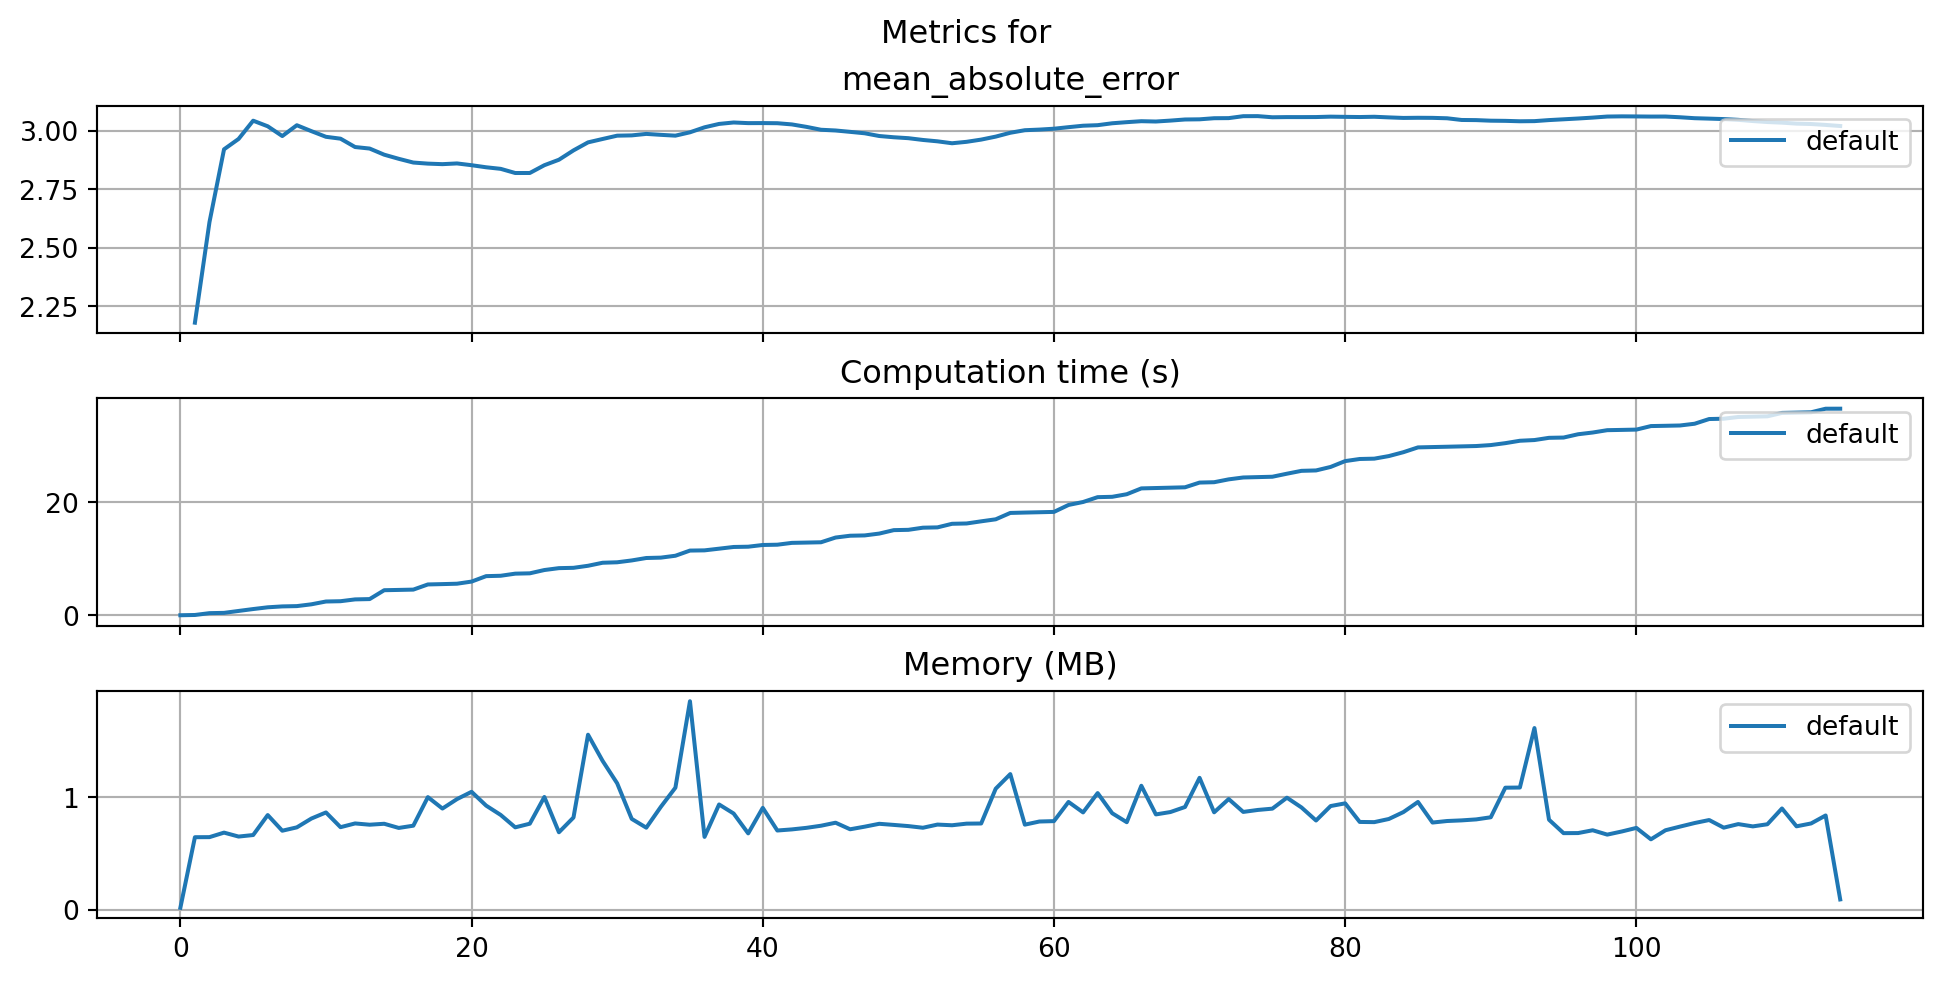 Metrics for
mean_absolute_error
3.00
2.75
2.50
2.25
default
Computation time (s)
20
0
default
Memory (MB)
1
0
default
0 20 40 60 80 100